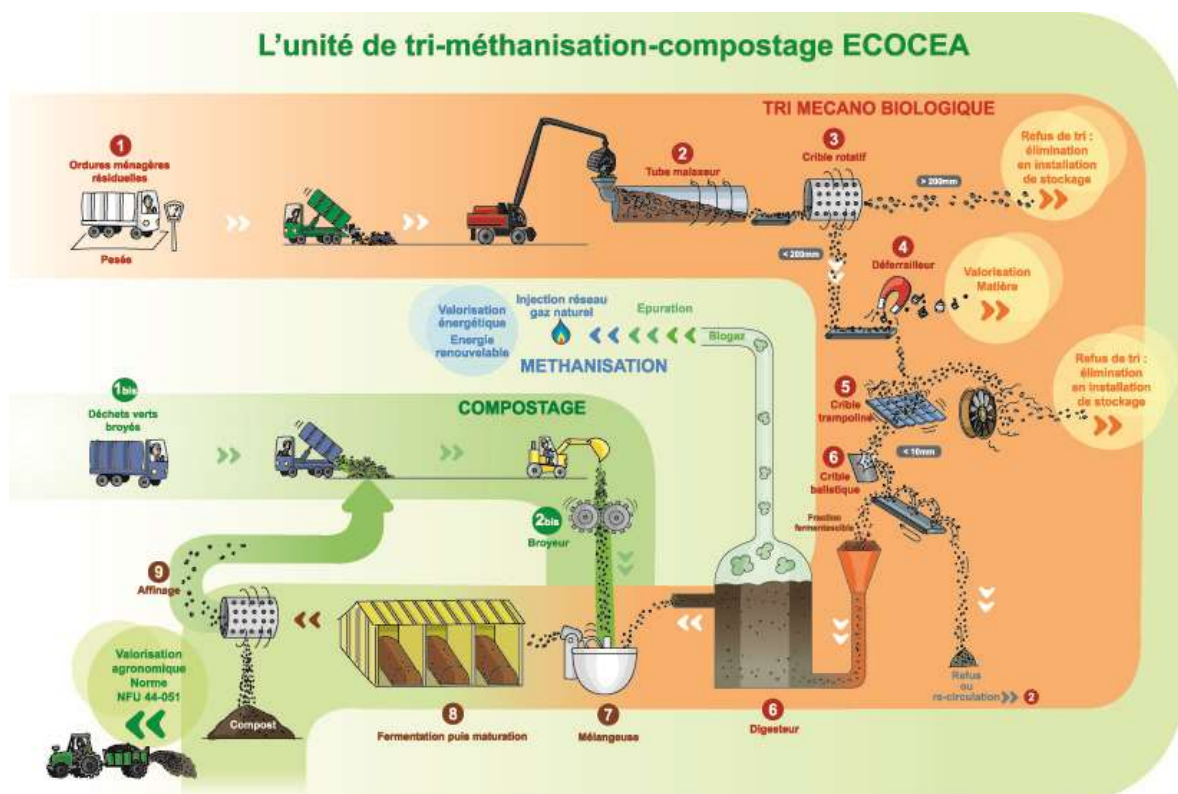 L'unité de tri-méthanisation-compostage ECOCEA
TRI MECANO BIOLOGIQUE
1
Ordures ménagères
résiduelles
Pesée
2
Tube malaxeur
3
Crible rotatif
> 200mm
Refus de tri :
élimination
en installation
de stockage
< 200mm
4
Déferrailleur
Valorisation
Matière
Valorisation
énergétique
Energie
renouvelable
Injection réseau
gaz naturel
Epuration
Biogaz
METHANISATION
Refus de tri :
élimination
en installation
de stockage
5
Crible
trampoline
< 10mm
6
Crible
balistique
Fraction
fermentescible
1bis
Déchets verts
broyés
COMPOSTAGE
2bis
Broyeur
9
Affinage
Valorisation
agronomique
Norme
NFU 44-051
Compost
8
Fermentation puis maturation
7
Mélangeuse
6
Digesteur
Refus
ou
re-circulation
2